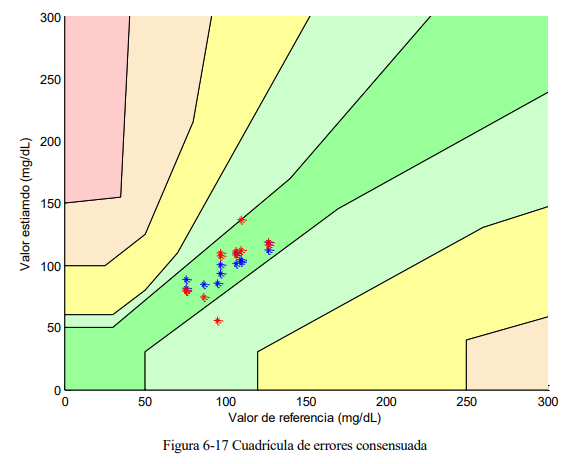 300
250
200
150
100
50
0
Valor estiamdo (mg/dL)
0 50 100 150 200 250 300
Valor de referencia (mg/dL)
Figura 6-17 Cuadrícula de errores consensuada